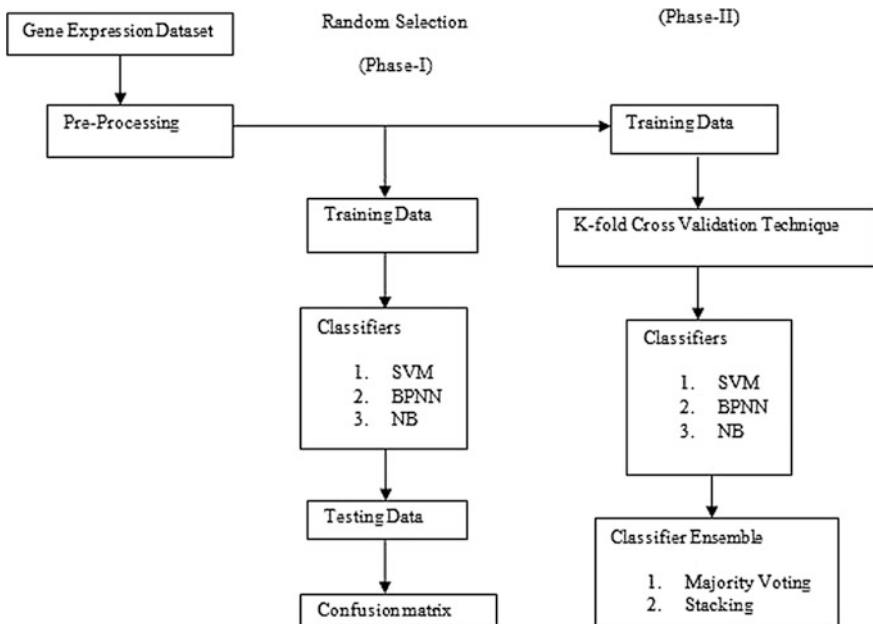 Gene Expression Dataset
Random Selection
(Phase-I)
(Phase-II)
Pre-Processing
Training Data
Classifiers
1. SVM
2. BPNN
3. NB
Testing Data
Confusion matrix
Training Data
K-fold Cross Validation Technique
Classifiers
1. SVM
2. BPNN
3. NB
Classifier Ensemble
1. Majority Voting
2. Stacking